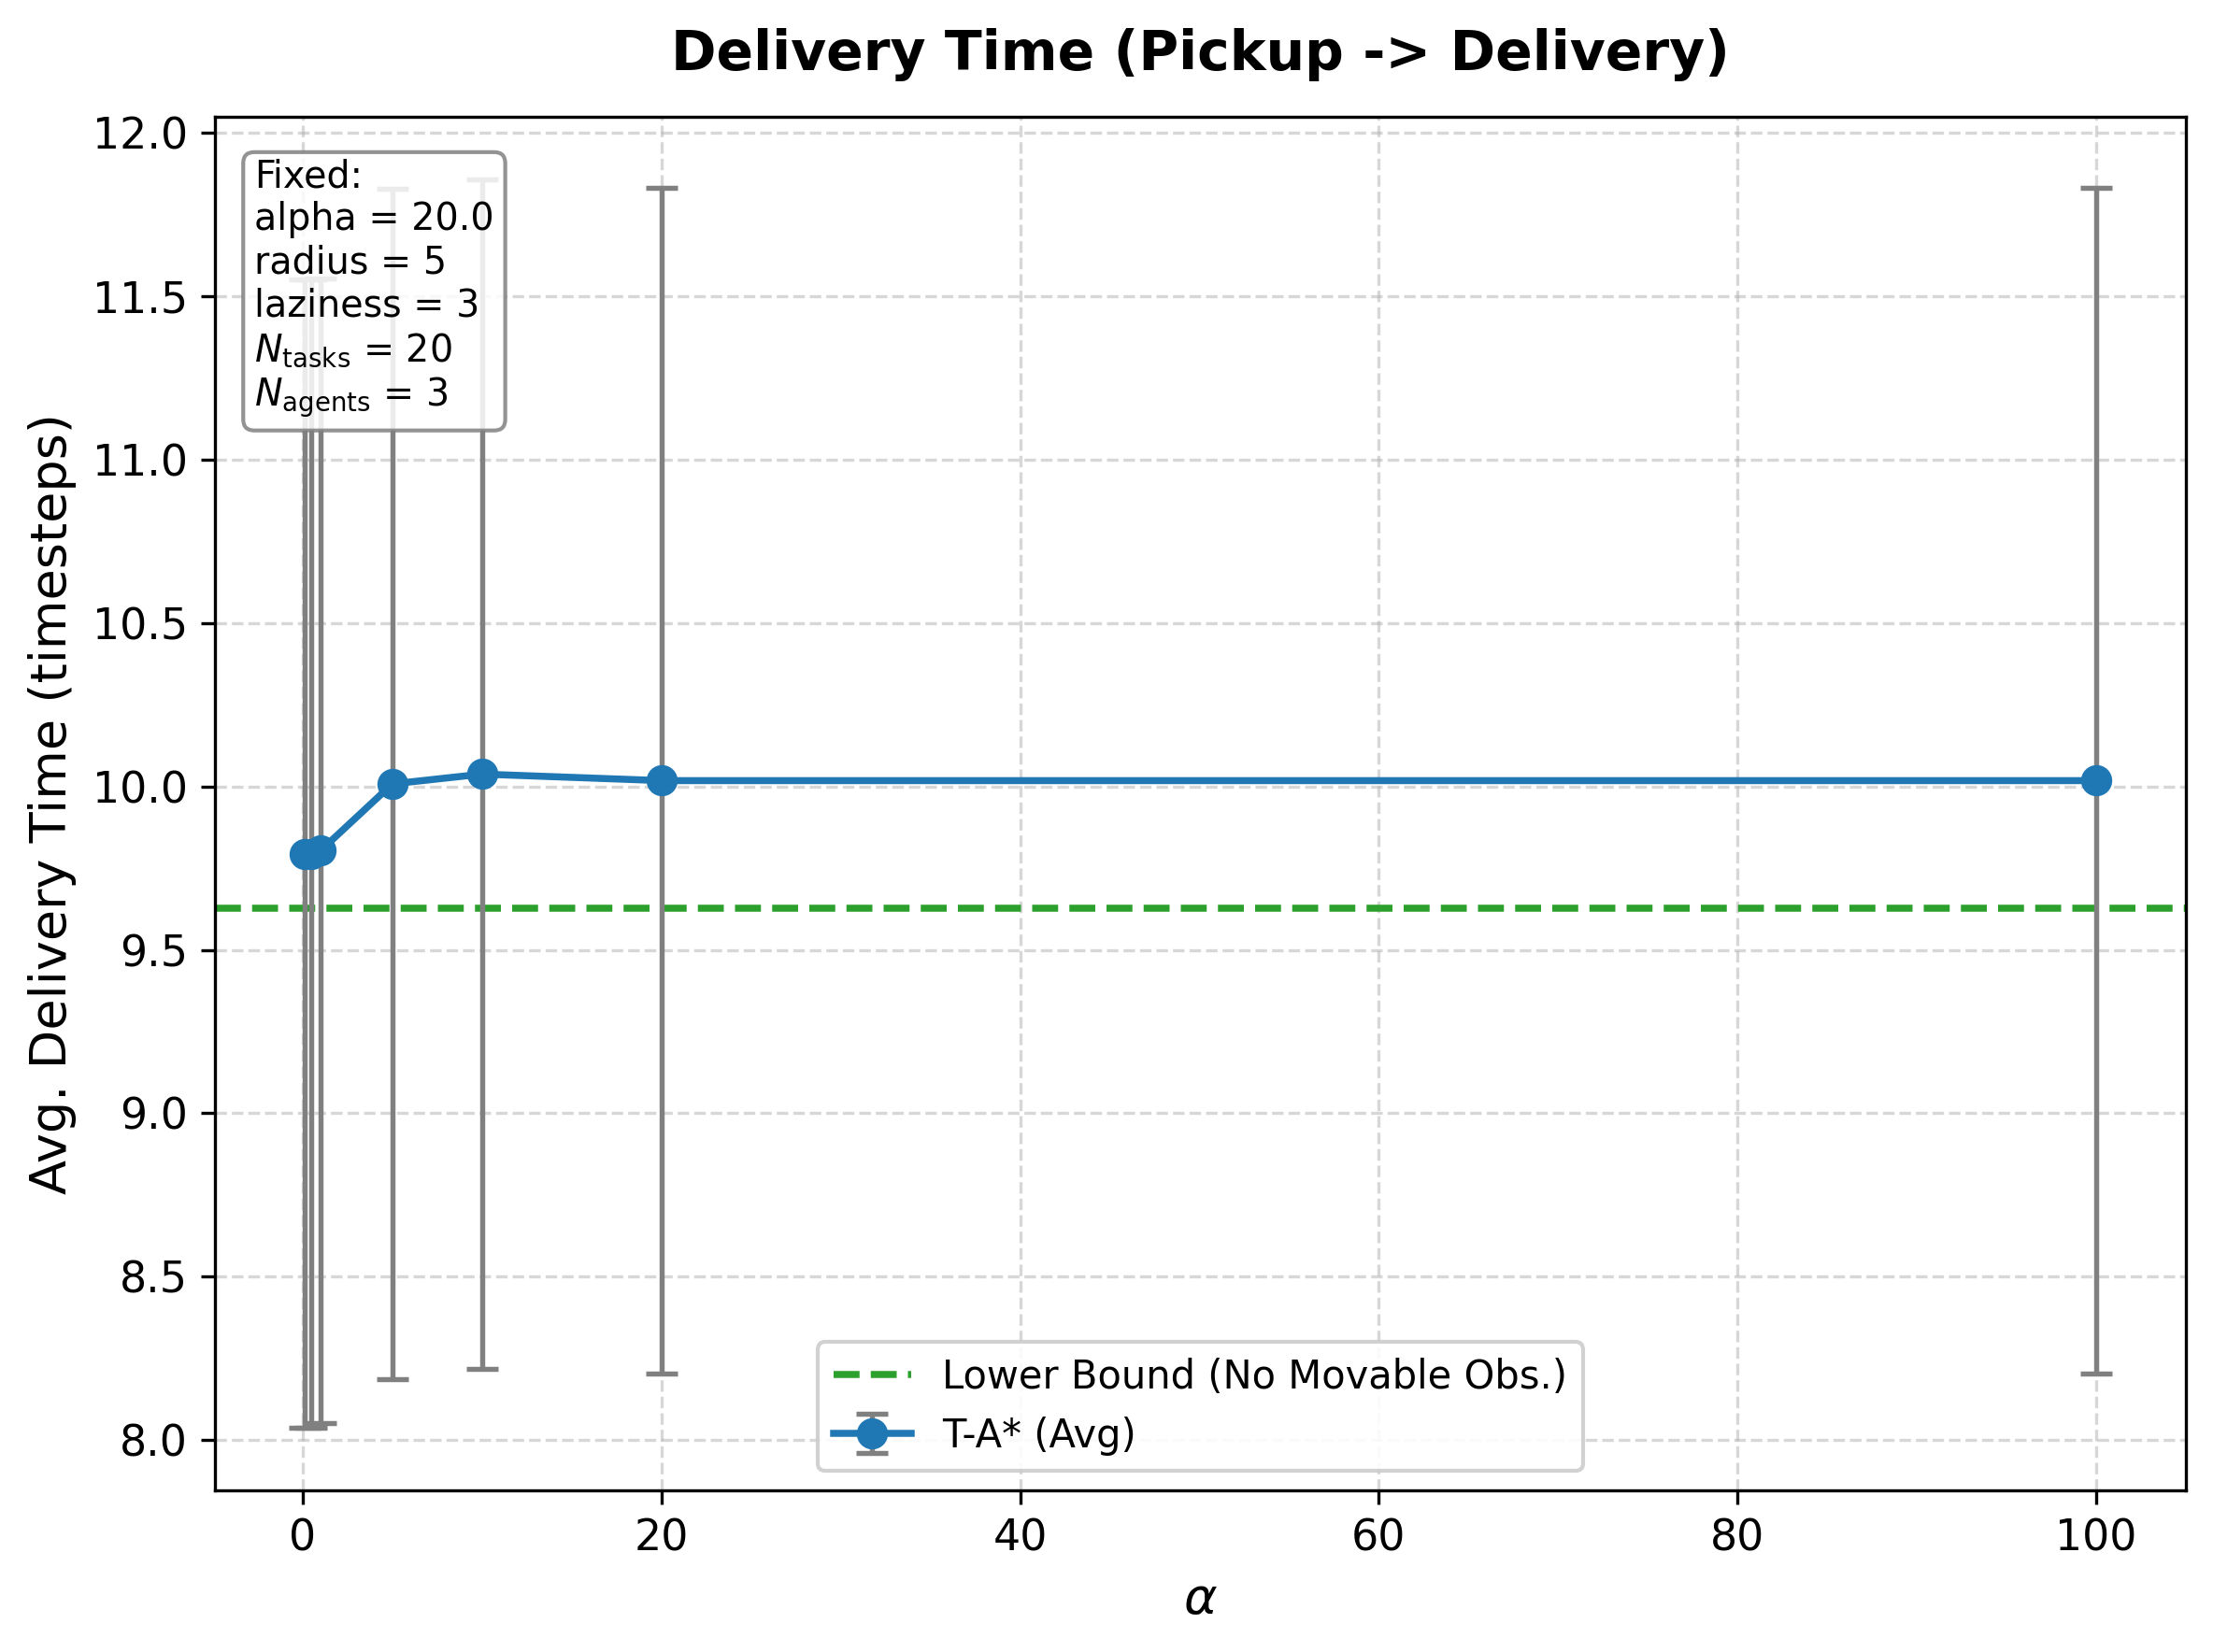 Delivery Time (Pickup -> Delivery)
Avg. Delivery Time (timesteps)
12.0
11.5
11.0
10.5
10.0
9.5
9.0
8.5
8.0
Fixed:
alpha = 20.0
radius = 5
laziness = 3
N_tasks = 20
N_agents = 3
Lower Bound (No Movable Obs.)
T-A* (Avg)
0 20 40 60 80 100
α